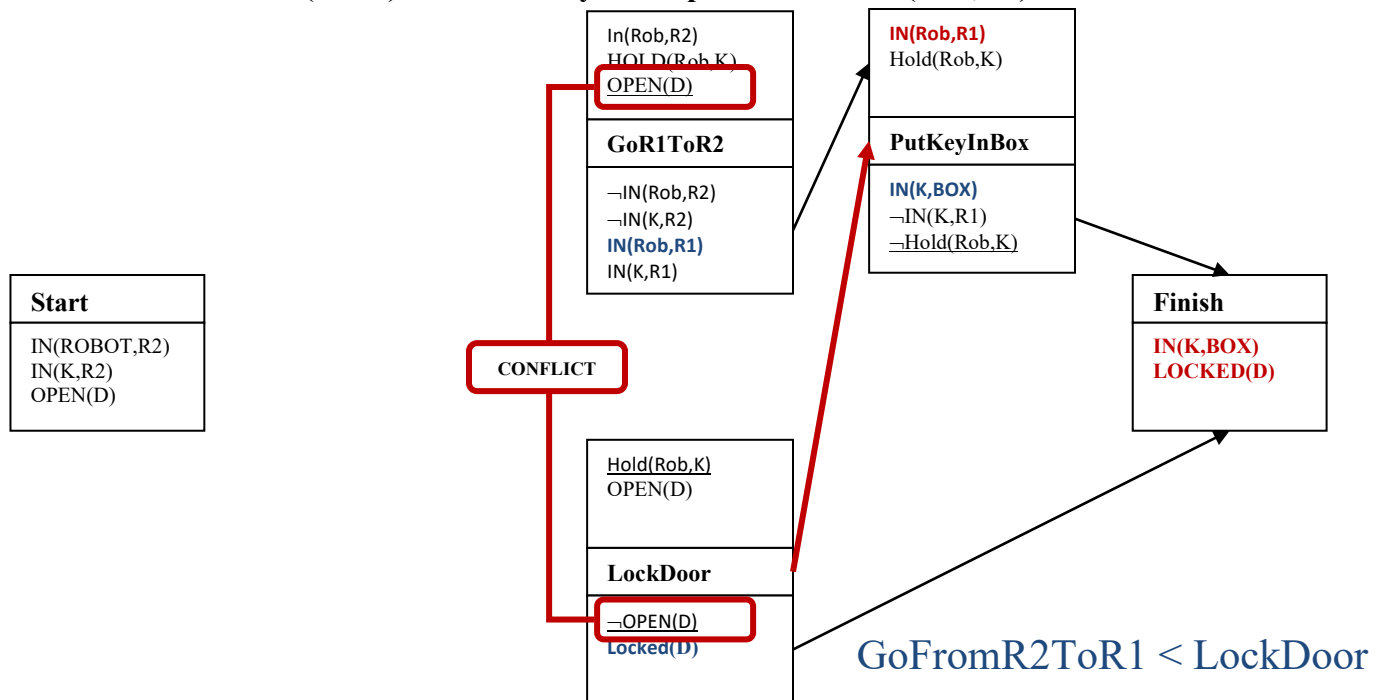 In(Rob,R2)
HOLD(Rob,K)
OPEN(D)
GoR1ToR2
¬IN(Rob,R2)
¬IN(K,R2)
IN(Rob,R1)
IN(K,R1)
IN(Rob,R1)
Hold(Rob,K)
PutKeyInBox
IN(K,BOX)
¬IN(K,R1)
¬Hold(Rob,K)
Start
IN(ROBOT,R2)
IN(K,R2)
OPEN(D)
CONFLICT
Finish
IN(K,BOX)
LOCKED(D)
Hold(Rob,K)
OPEN(D)
LockDoor
¬OPEN(D)
Locked(D)
GoFromR2ToR1 < LockDoor